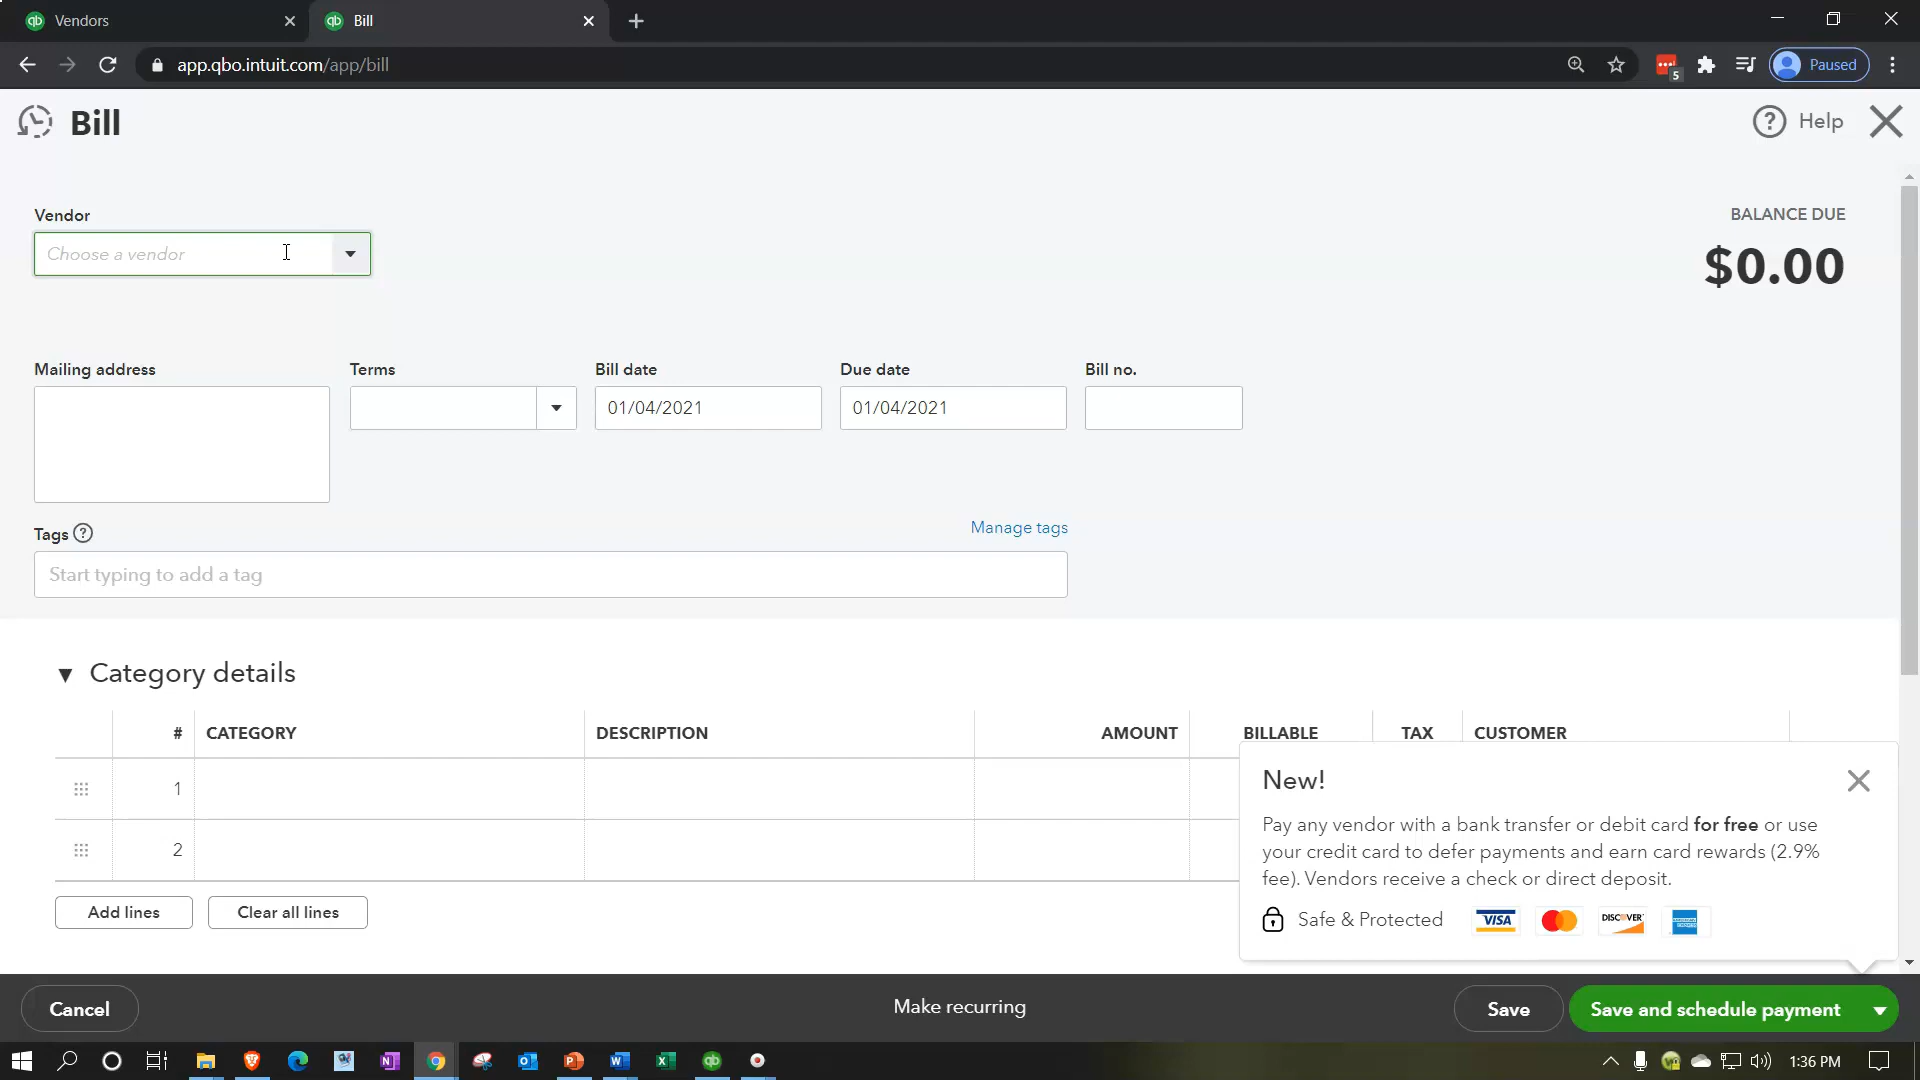 Vendors
Bill
app.qbo.intuit.com/app/bill
5
Paused
Bill
Help
Vendor
Choose a vendor
BALANCE DUE
$0.00
Mailing address
Terms
Bill date
Due date
Bill no.
01/04/2021
01/04/2021
Tags
Manage tags
Start typing to add a tag
Category details
# CATEGORY DESCRIPTION AMOUNT BILLABLE TAX CUSTOMER
1
2
New!
Pay any vendor with a bank transfer or debit card for free or use
your credit card to defer payments and earn card rewards (2.9%
fee). Vendors receive a check or direct deposit.
Safe & Protected
VISA
DISCOVER
Add lines
Clear all lines
Cancel
Make recurring
Save
Save and schedule payment
1:36 PM